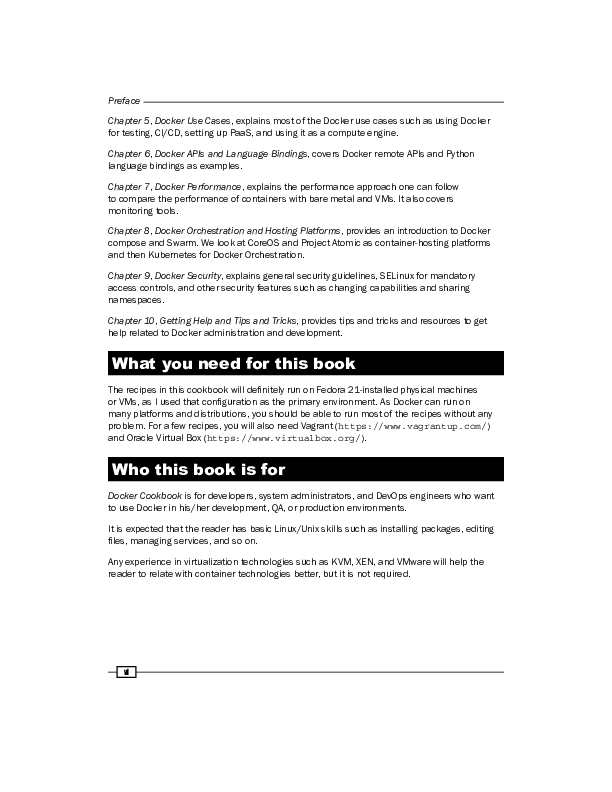 Preface
Chapter 5, Docker Use Cases, explains most of the Docker use cases such as using Docker
for testing, CI/CD, setting up PaaS, and using it as a compute engine.
Chapter 6, Docker APIs and Language Bindings, covers Docker remote APIs and Python
language bindings as examples.
Chapter 7, Docker Performance, explains the performance approach one can follow
to compare the performance of containers with bare metal and VMs. It also covers
monitoring tools.
Chapter 8, Docker Orchestration and Hosting Platforms, provides an introduction to Docker
compose and Swarm. We look at CoreOS and Project Atomic as container-hosting platforms
and then Kubernetes for Docker Orchestration.
Chapter 9, Docker Security, explains general security guidelines, SELinux for mandatory
access controls, and other security features such as changing capabilities and sharing
namespaces.
Chapter 10, Getting Help and Tips and Tricks, provides tips and tricks and resources to get
help related to Docker administration and development.
What you need for this book
The recipes in this cookbook will definitely run on Fedora 21-installed physical machines
or VMs, as I used that configuration as the primary environment. As Docker can run on
many platforms and distributions, you should be able to run most of the recipes without any
problem. For a few recipes, you will also need Vagrant (https://www.vagrantup.com/)
and Oracle Virtual Box (https://www.virtualbox.org/).
Who this book is for
Docker Cookbook is for developers, system administrators, and DevOps engineers who want
to use Docker in his/her development, QA, or production environments.
It is expected that the reader has basic Linux/Unix skills such as installing packages, editing
files, managing services, and so on.
Any experience in virtualization technologies such as KVM, XEN, and VMware will help the
reader to relate with container technologies better, but it is not required.